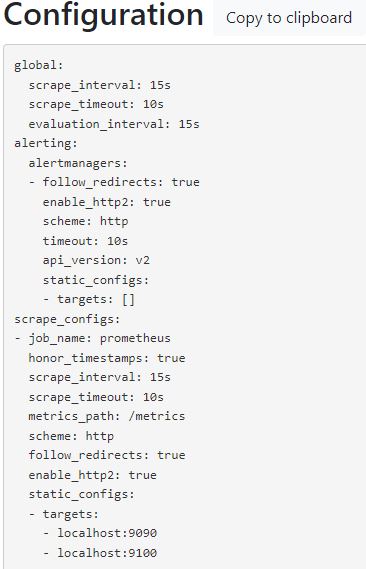 Configuration
Copy to clipboard
global:
  scrape_interval: 15s
  scrape_timeout: 10s
  evaluation_interval: 15s
alerting:
  alertmanagers:
  - follow_redirects: true
    enable_http2: true
    scheme: http
    timeout: 10s
    api_version: v2
    static_configs:
    - targets: []
scrape_configs:
- job_name: prometheus
  honor_timestamps: true
  scrape_interval: 15s
  scrape_timeout: 10s
  metrics_path: /metrics
  scheme: http
  follow_redirects: true
  enable_http2: true
  static_configs:
  - targets:
    - localhost:9090
    - localhost:9100